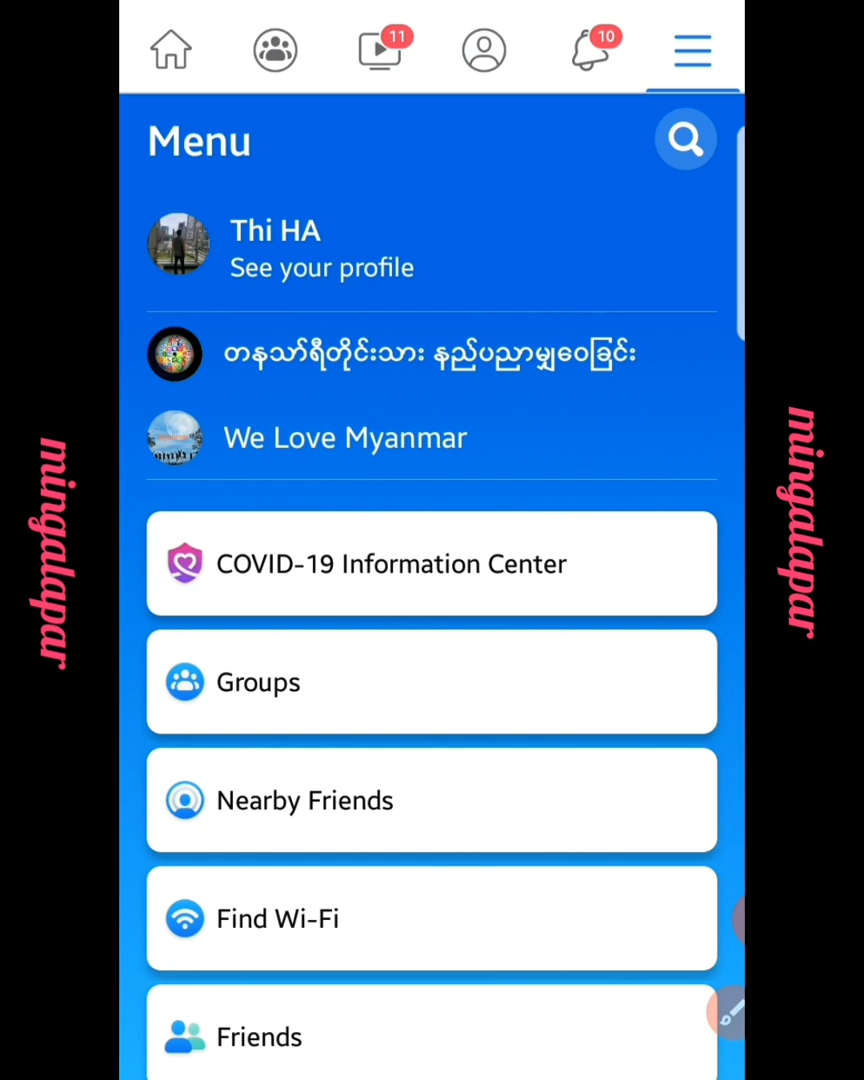 11
10
Menu
Thi HA
See your profile
တနသာ်ရီတိုင်းသား နည်ပညာမျှဝေခြင်း
We Love Myanmar
COVID-19 Information Center
Groups
Nearby Friends
Find Wi-Fi
Friends
mingalapar
mingalapar